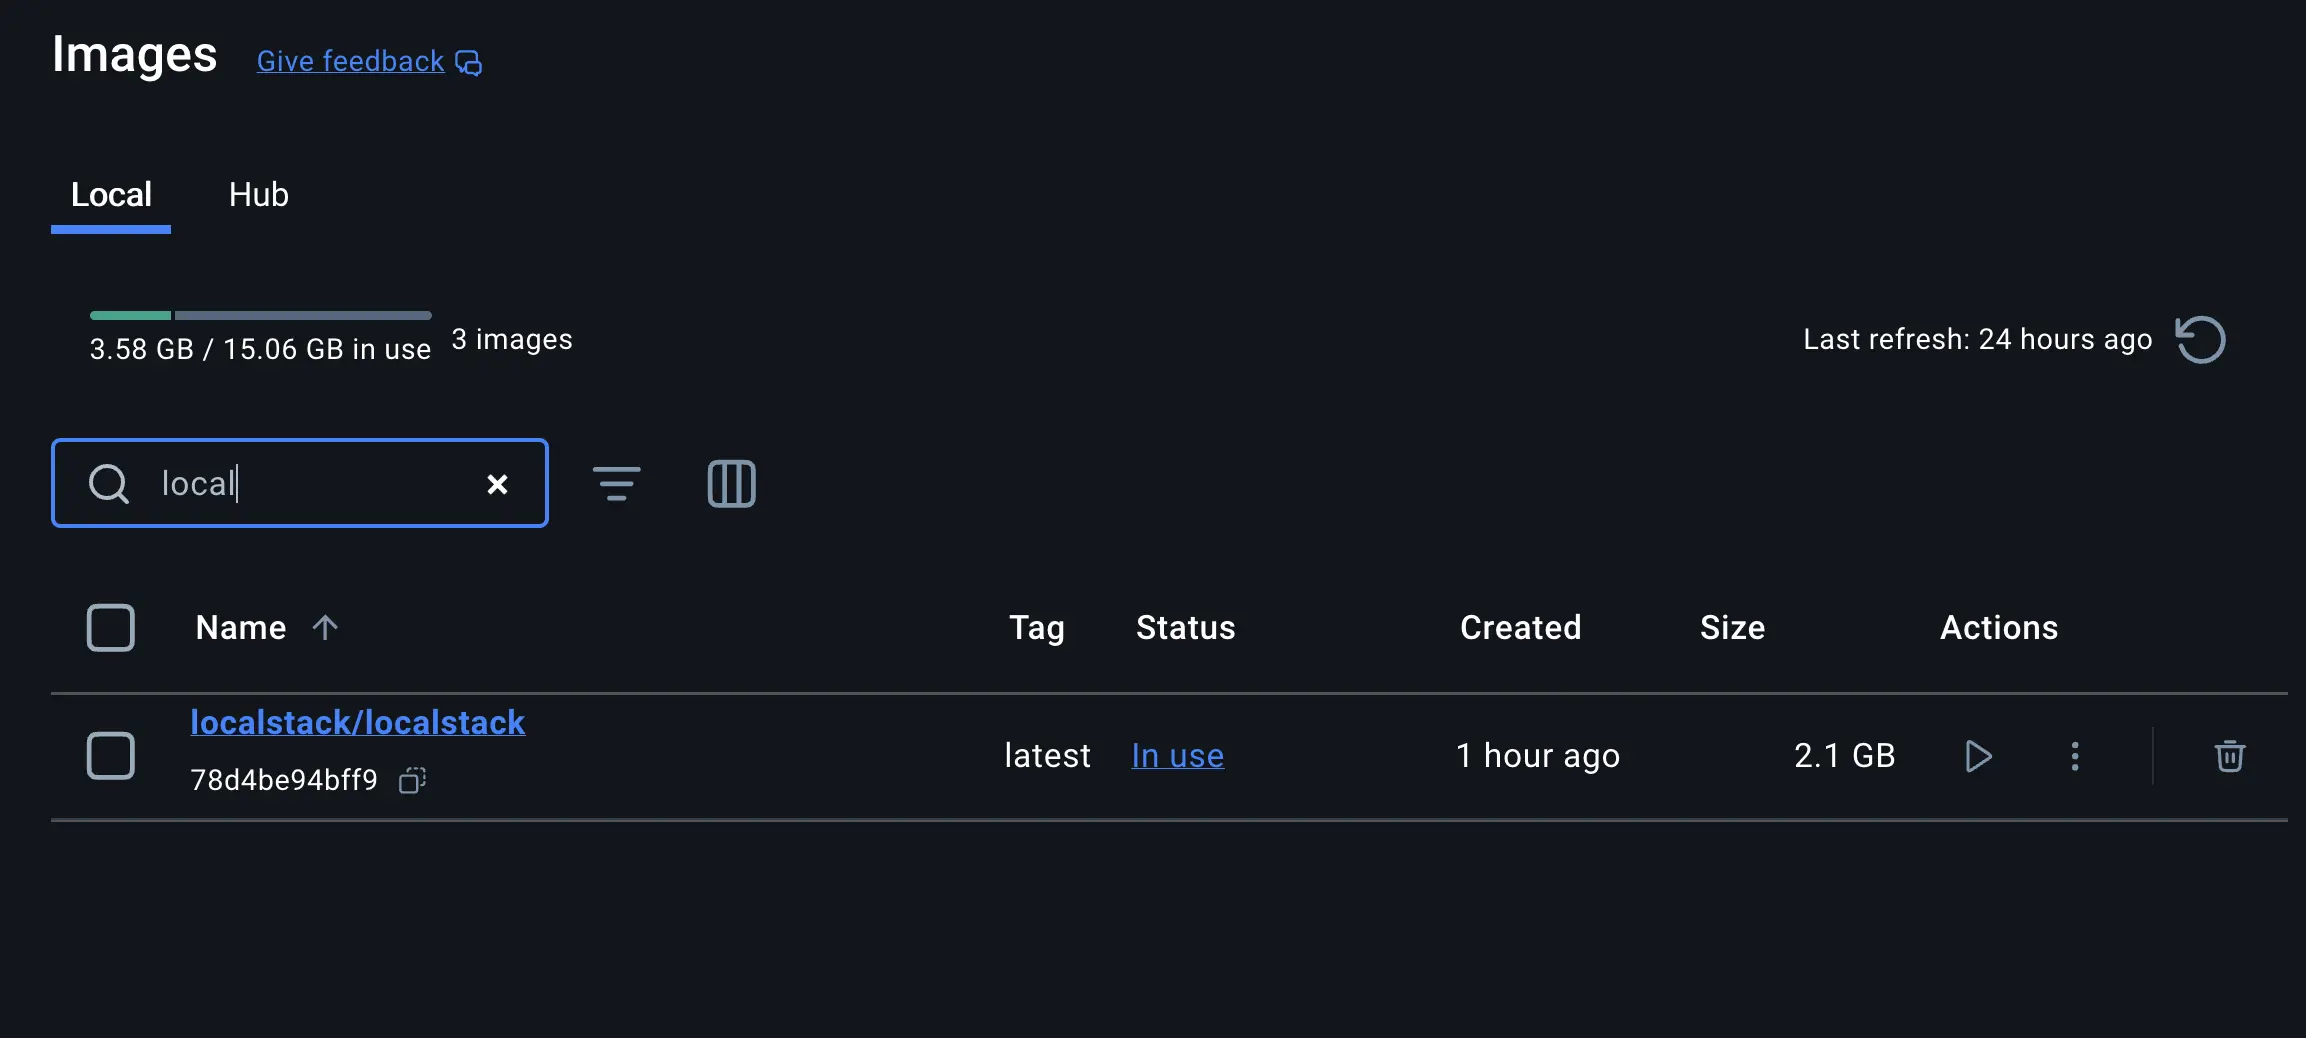 Images Give feedback
Local Hub
3.58 GB / 15.06 GB in use 3 images Last refresh: 24 hours ago
local
Name Tag Status Created Size Actions
localstack/localstack
78d4be94bff9
latest In use 1 hour ago 2.1 GB